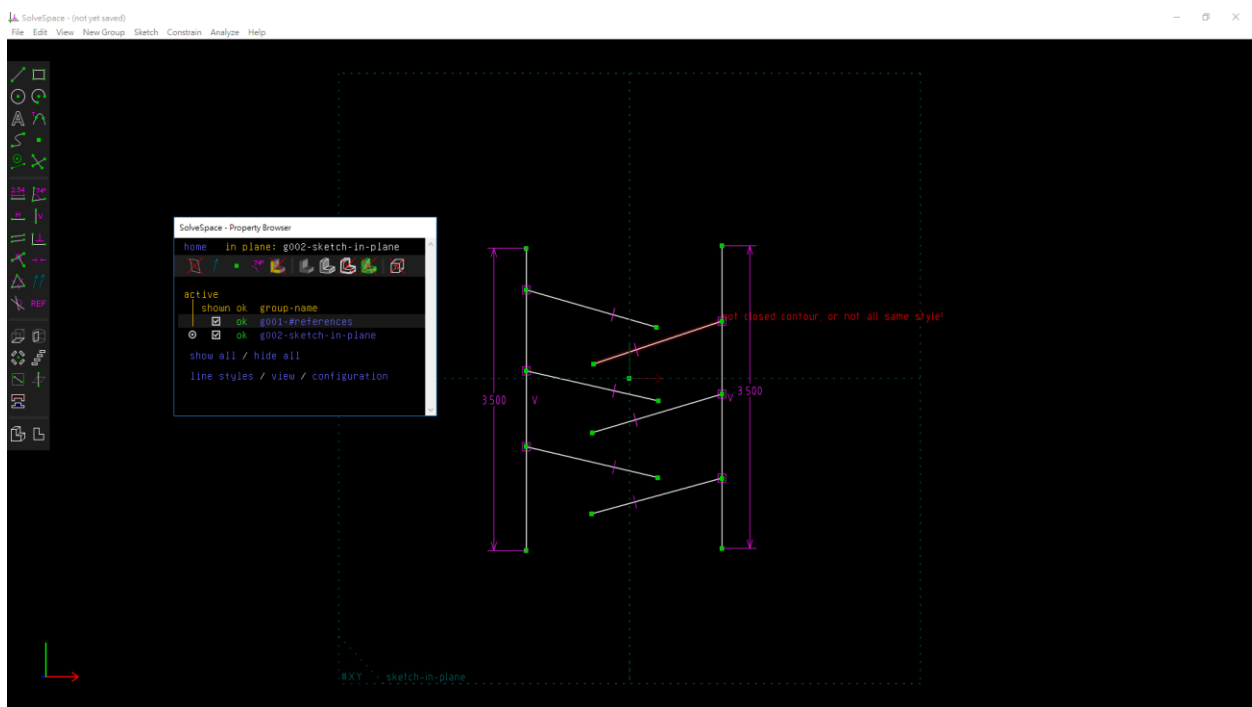 SolveSpace - (not yet saved)
File Edit View New Group Sketch Constrain Analyze Help
2.54
H V
REF
SolveSpace - Property Browser
home in plane: g002-sketch-in-plane
active
shown ok group-name
ok g001-#references
ok g002-sketch-in-plane
show all / hide all
line styles / view / configuration
not closed contour, or not all same style!
3.500 V
V 3.500
#XY sketch-in-plane